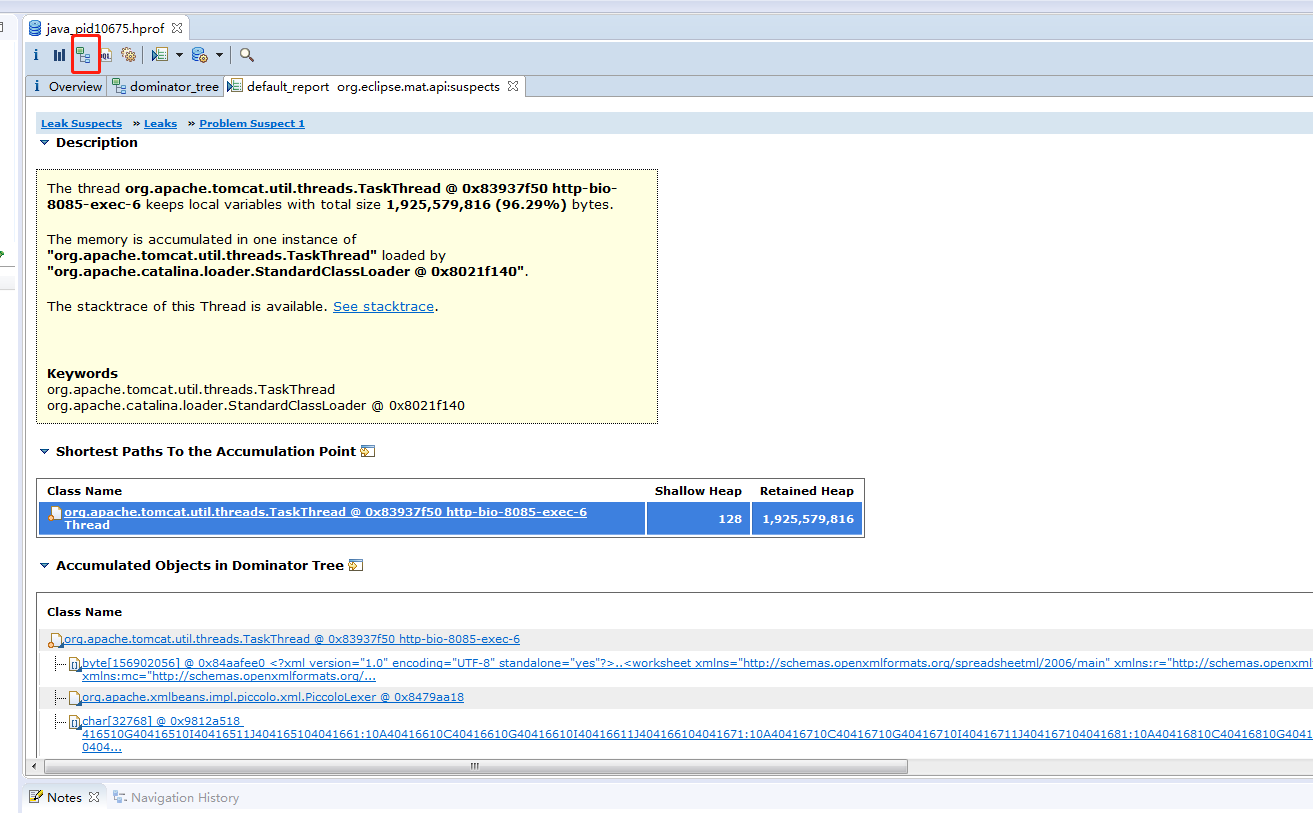 java_pid10675.hprof
i
Overview dominator_tree default_report org.eclipse.mat.api:suspects
Leak Suspects » Leaks » Problem Suspect 1
Description
The thread org.apache.tomcat.util.threads.TaskThread @ 0x83937f50 http-bio-
8085-exec-6 keeps local variables with total size 1,925,579,816 (96.29%) bytes.
The memory is accumulated in one instance of
"org.apache.tomcat.util.threads.TaskThread" loaded by
"org.apache.catalina.loader.StandardClassLoader @ 0x8021f140".
The stacktrace of this Thread is available. See stacktrace.
Keywords
org.apache.tomcat.util.threads.TaskThread
org.apache.catalina.loader.StandardClassLoader @ 0x8021f140
Shortest Paths To the Accumulation Point
Class Name Shallow Heap Retained Heap
org.apache.tomcat.util.threads.TaskThread @ 0x83937f50 http-bio-8085-exec-6
Thread 128 1,925,579,816
Accumulated Objects in Dominator Tree
Class Name
org.apache.tomcat.util.threads.TaskThread @ 0x83937f50 http-bio-8085-exec-6
byte[156902056] @ 0x84aafee0 <?xml version="1.0" encoding="UTF-8" standalone="yes"?>..<worksheet xmlns="http://schemas.openxmlformats.org/spreadsheetml/2006/main" xmlns:r="http://schemas.openxml
xmlns:mc="http://schemas.openxmlformats.org/...
org.apache.xmlbeans.impl.piccolo.xml.PiccoloLexer @ 0x8479aa18
char[32768] @ 0x9812a518
416510G40416510I40416511J404165104041661:10A40416610C40416610G40416610I40416611J404166104041671:10A40416710C40416710G40416710I40416711J404167104041681:10A40416810C40416810G4041
0404...
Notes Navigation History